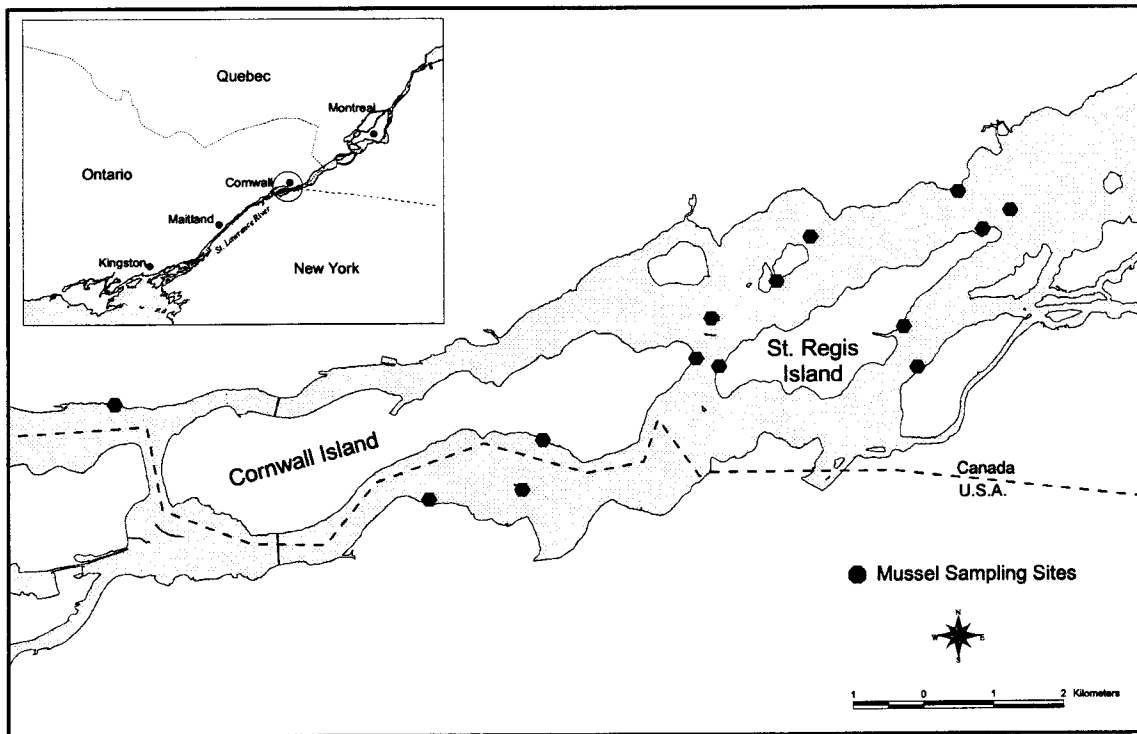 Quebec
Montreal
Ontario
Cornwall
Maitland
St. Lawrence River
Kingston
New York
St. Regis
Island
Cornwall Island
Canada
U.S.A.
Mussel Sampling Sites
N
W E
S
1 0 1 2 Kilometers